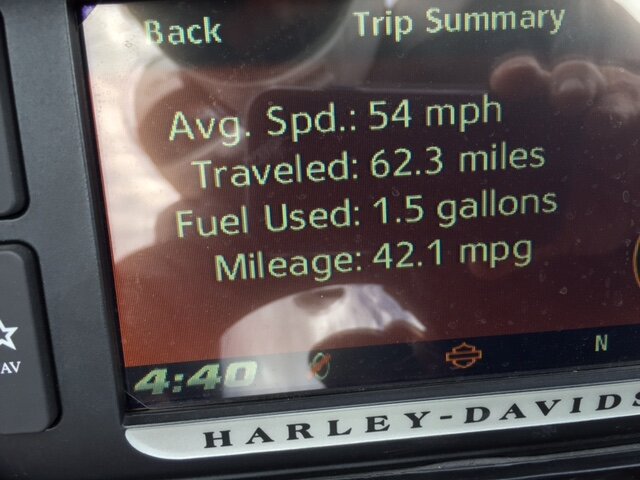 Back Trip Summary
Avg. Spd.: 54 mph
Traveled: 62.3 miles
Fuel Used: 1.5 gallons
Mileage: 42.1 mpg
4:40 N
AV
HARLEY-DAVIDS